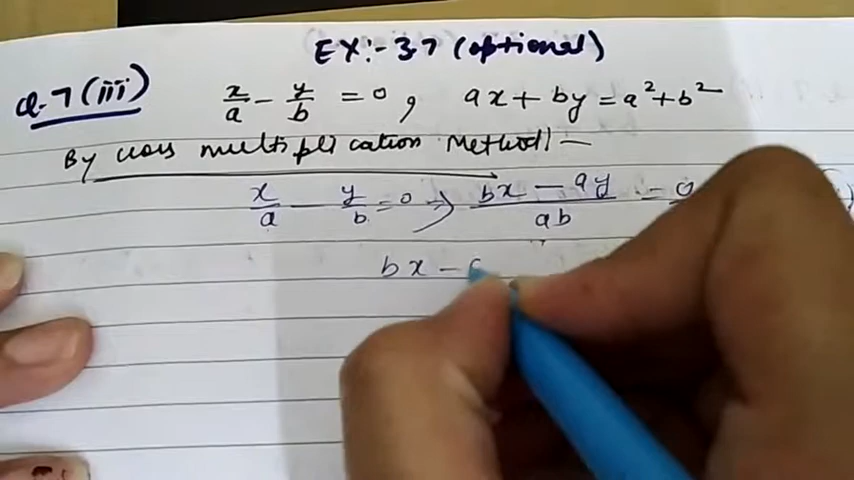 EX:- 3.7 (optional)
Q.7 (iii) x/a - y/b = 0, ax + by = a² + b²
By cross multiplication Method:-
x/a - y/b = 0 ⇒ (bx - ay)/ab = 0
bx -